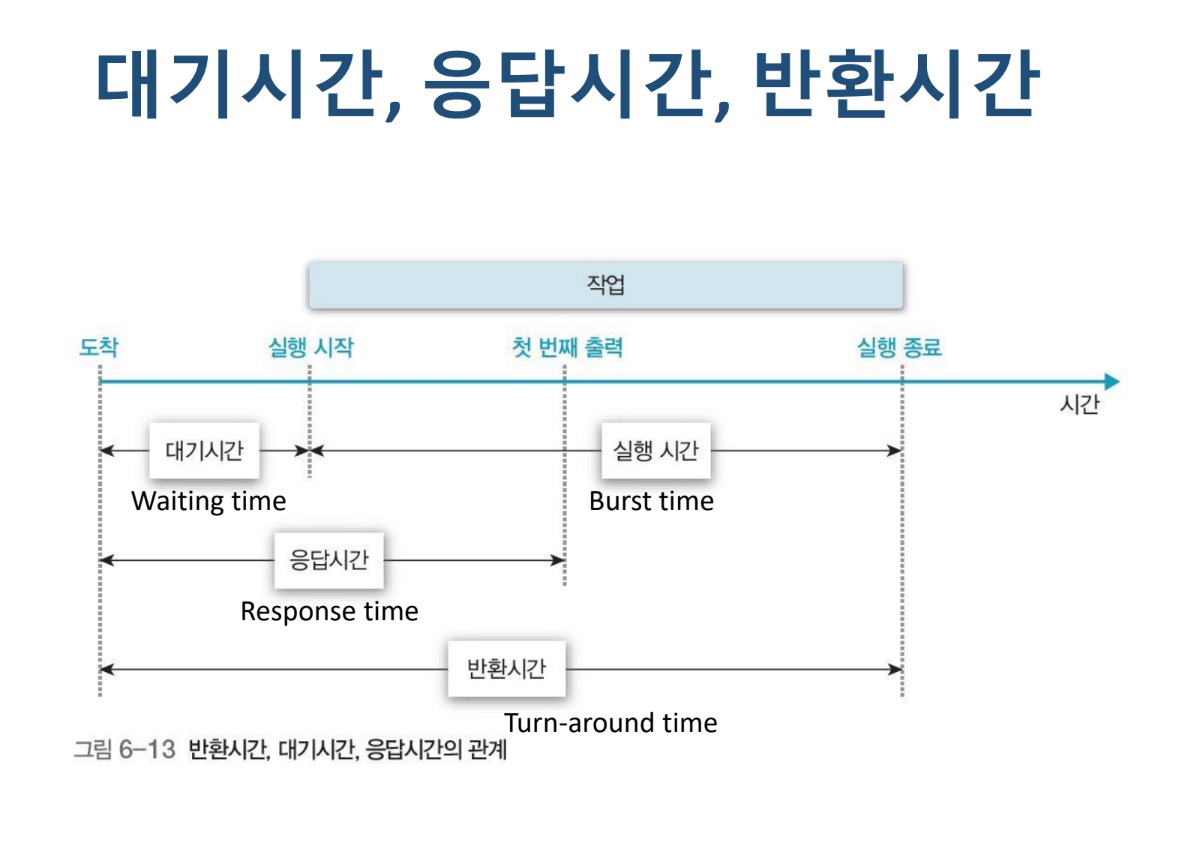 대기시간, 응답시간, 반환시간
작업
도착 실행 시작 첫 번째 출력 실행 종료
시간
대기시간 실행 시간
Waiting time Burst time
응답시간
Response time
반환시간
Turn-around time
그림 6-13 반환시간, 대기시간, 응답시간의 관계